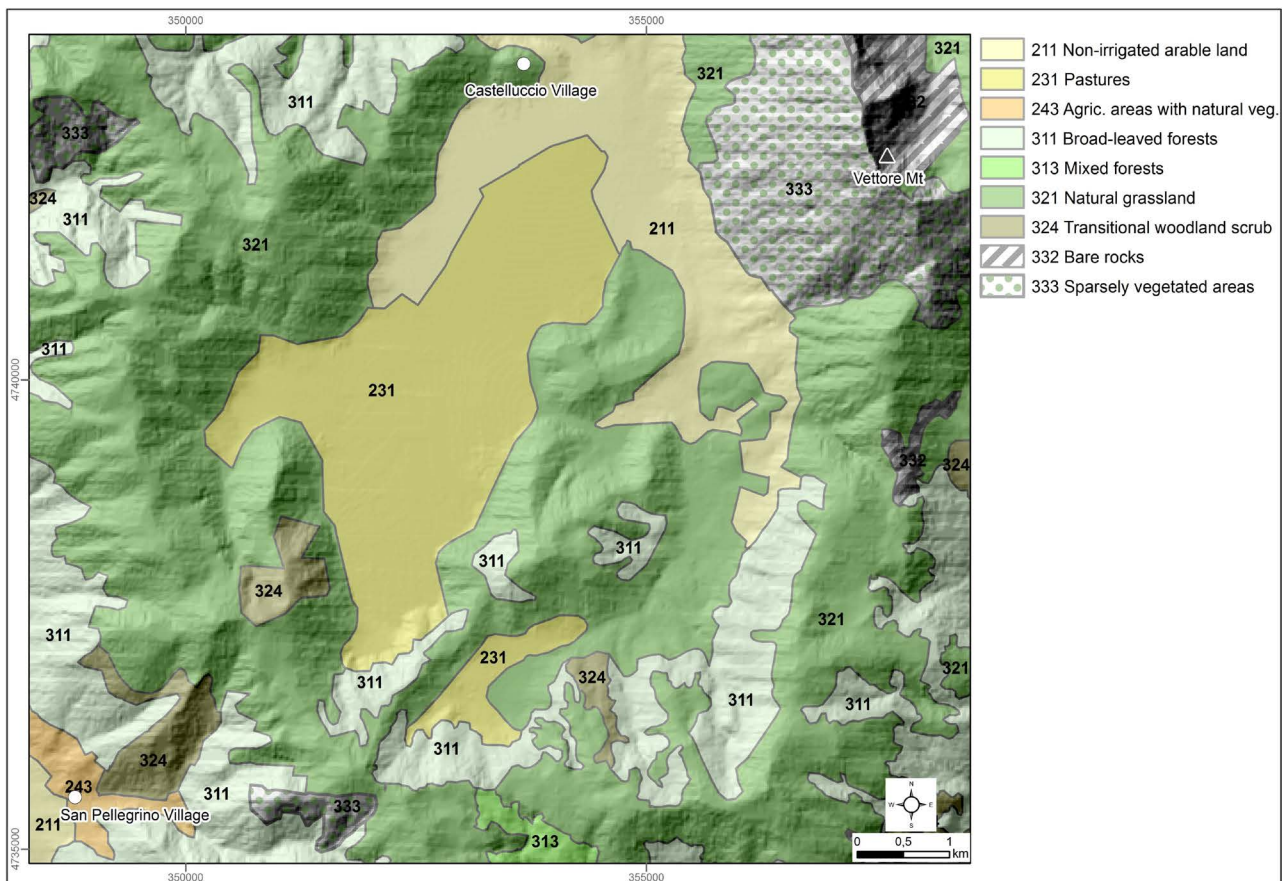 350000
355000
321
Castelluccio Village
321
311
333
Vettore Mt
333
324
311
321
211
311
231
4740000
332
324
311
311
324
311
321
231
321
324
311
311
311
311
324
243
San Pellegrino Village
311
333
211
313
4735000
N
W
E
S
0
0,5
1
km
350000
355000
211 Non-irrigated arable land
231 Pastures
243 Agric. areas with natural veg.
311 Broad-leaved forests
313 Mixed forests
321 Natural grassland
324 Transitional woodland scrub
332 Bare rocks
333 Sparsely vegetated areas